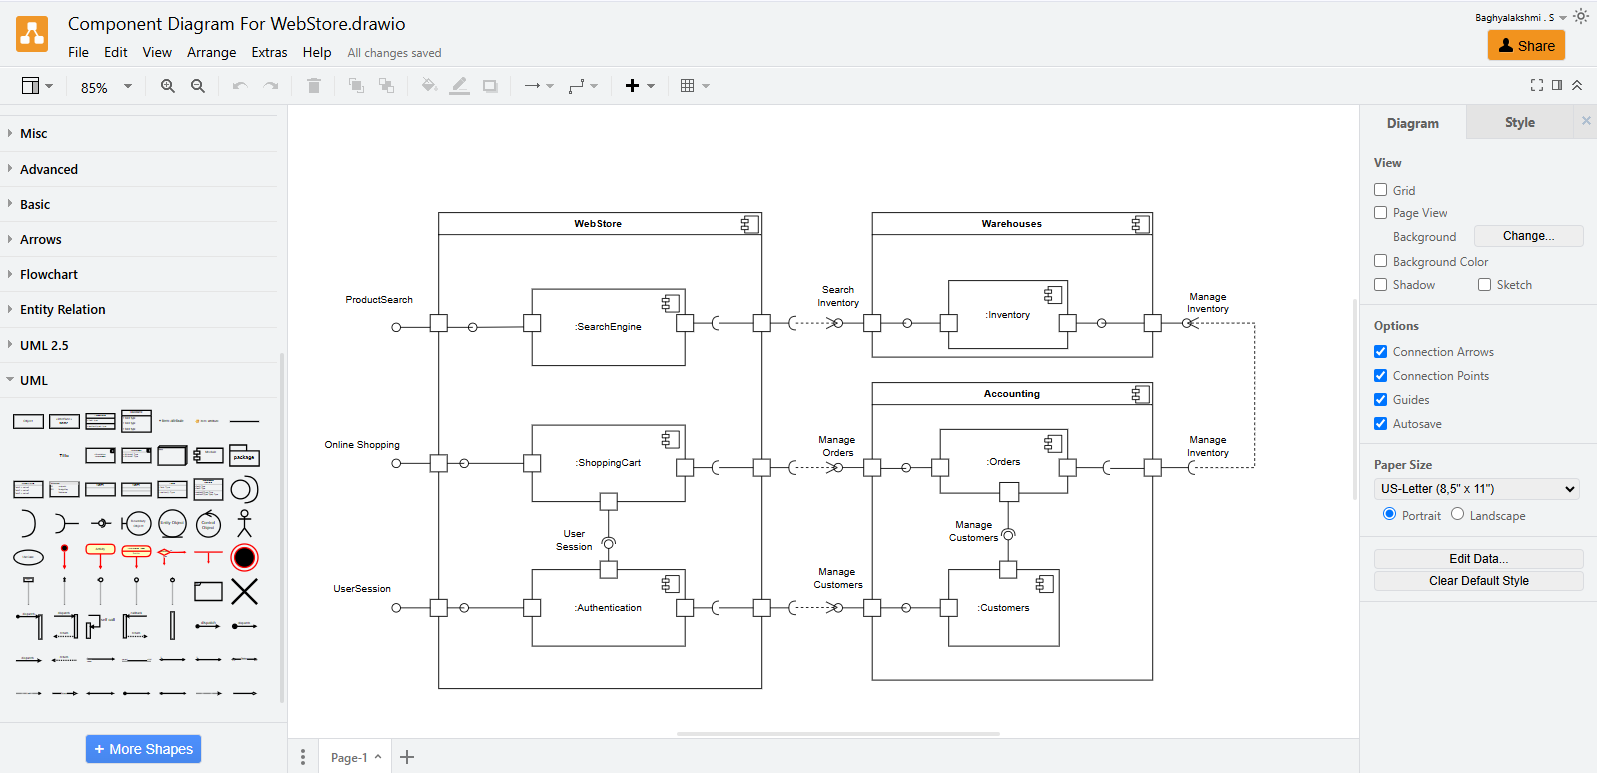 Component Diagram For WebStore.drawio
Baghyalakshmi . S
File Edit View Arrange Extras Help All changes saved
Share
85%
Misc
Advanced
Basic
Arrows
Flowchart
Entity Relation
UML 2.5
UML
Title
package
+ More Shapes
WebStore
ProductSearch
:SearchEngine
Online Shopping
:ShoppingCart
User
Session
UserSession
:Authentication
Search
Inventory
Manage
Orders
Manage
Customers
Warehouses
:Inventory
Manage
Inventory
Accounting
:Orders
Manage
Inventory
Manage
Customers
:Customers
Page-1
Diagram
Style
View
Grid
Page View
Background
Change...
Background Color
Shadow
Sketch
Options
Connection Arrows
Connection Points
Guides
Autosave
Paper Size
US-Letter (8,5" x 11")
Portrait
Landscape
Edit Data...
Clear Default Style